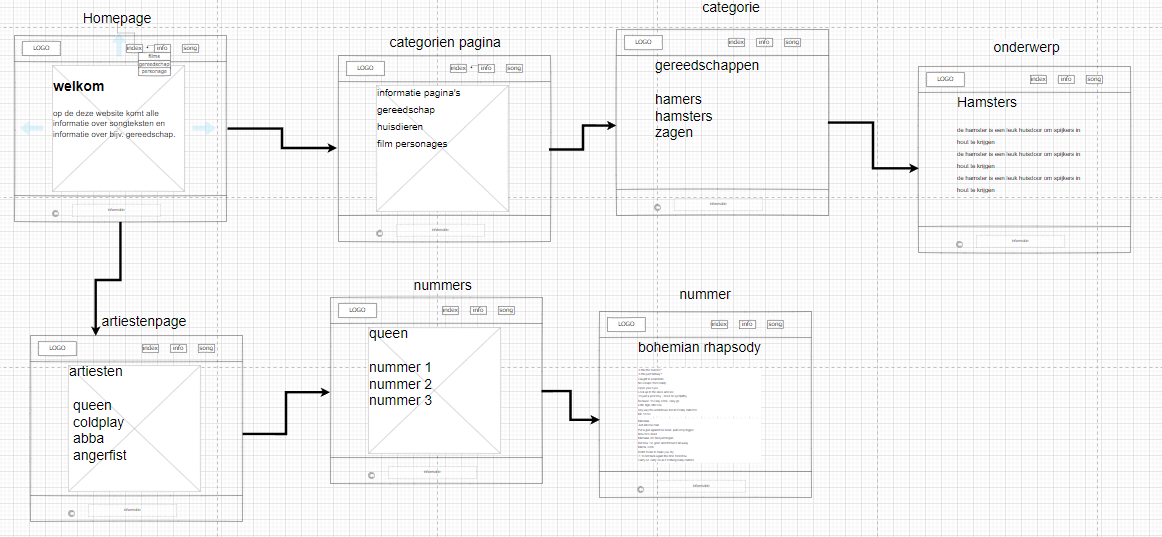 Homepage
LOGO
index
info
song
films
gereedschap
personage
welkom
op de deze website komt alle
informatie over songteksten en
informatie over bijv. gereedschap.
informatie
categorien pagina
LOGO
index
info
song
informatie pagina's
gereedschap
huisdieren
film personages
informatie
categorie
LOGO
index
info
song
gereedschappen
hamers
hamsters
zagen
informatie
onderwerp
LOGO
index
info
song
Hamsters
de hamster is een leuk huisdoor om spijkers in
hout te krijgen
de hamster is een leuk huisdoor om spijkers in
hout te krijgen
de hamster is een leuk huisdoor om spijkers in
hout te krijgen
informatie
artiestenpage
LOGO
index
info
song
artiesten
queen
coldplay
abba
angerfist
informatie
nummers
LOGO
index
info
song
queen
nummer 1
nummer 2
nummer 3
informatie
nummer
LOGO
index
info
song
bohemian rhapsody
informatie